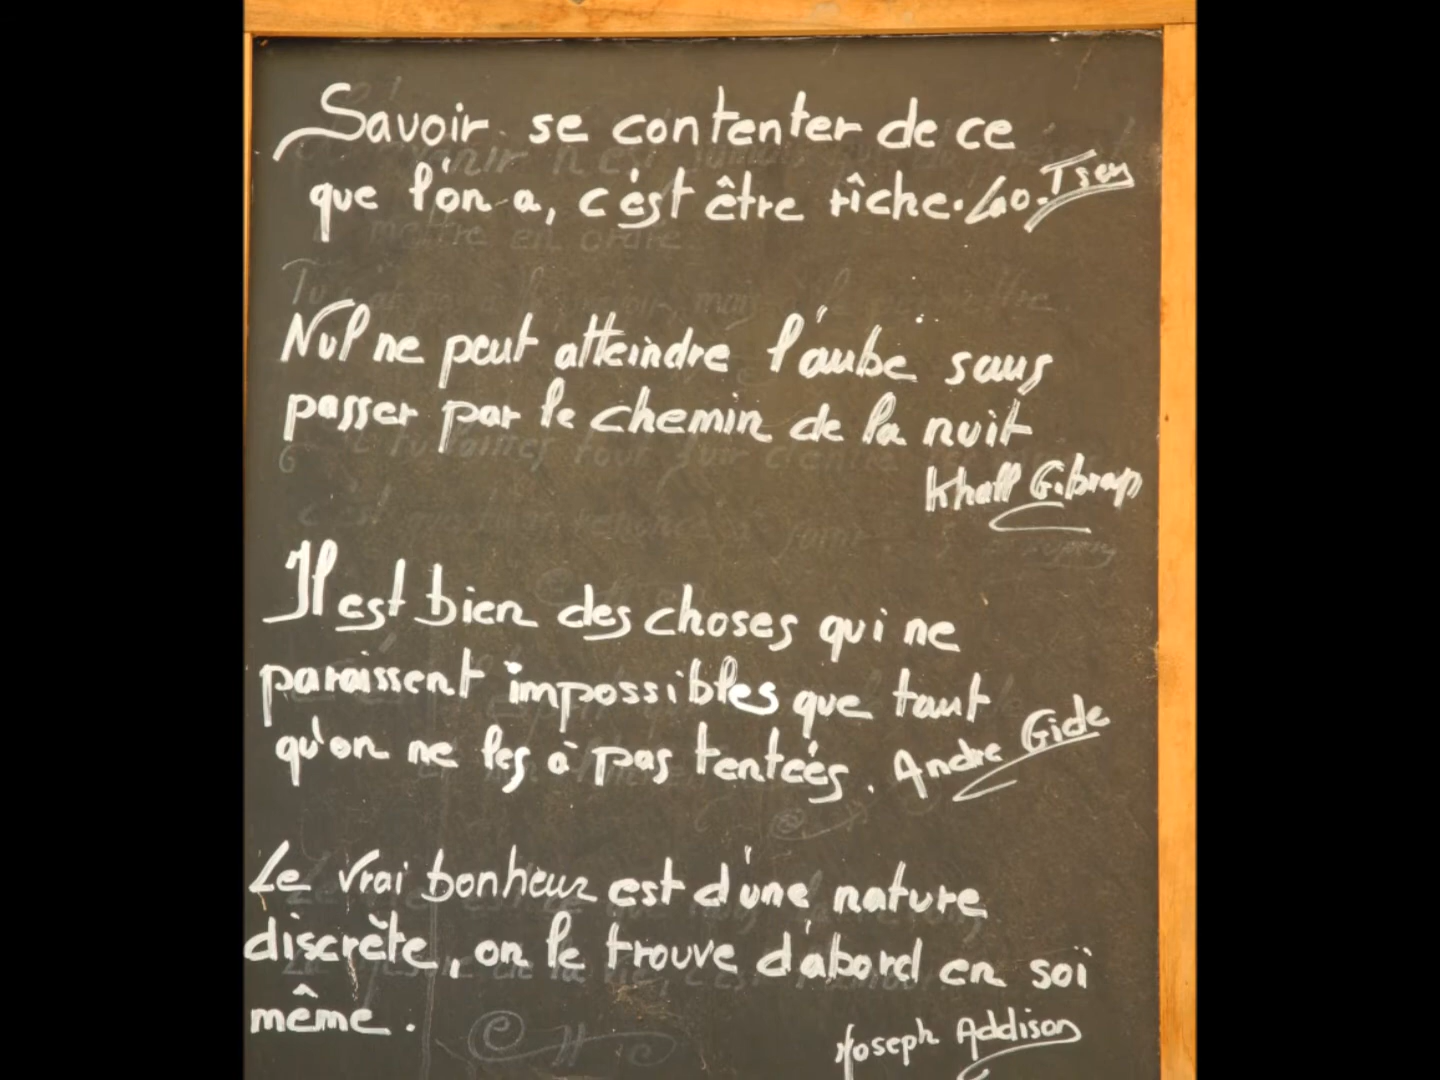 Savoir se contenter de ce
que l'on a, c'est être riche. Lao. Tseu
Nul ne peut atteindre l'aube sans
passer par le chemin de la nuit
Khall Gibran
Il est bien des choses qui ne
paraissent impossibles que tant
qu'on ne les à pas tentées. Andre Gide
Le vrai bonheur est d'une nature
discrète, on le trouve d'abord en soi
même.
Joseph Addison